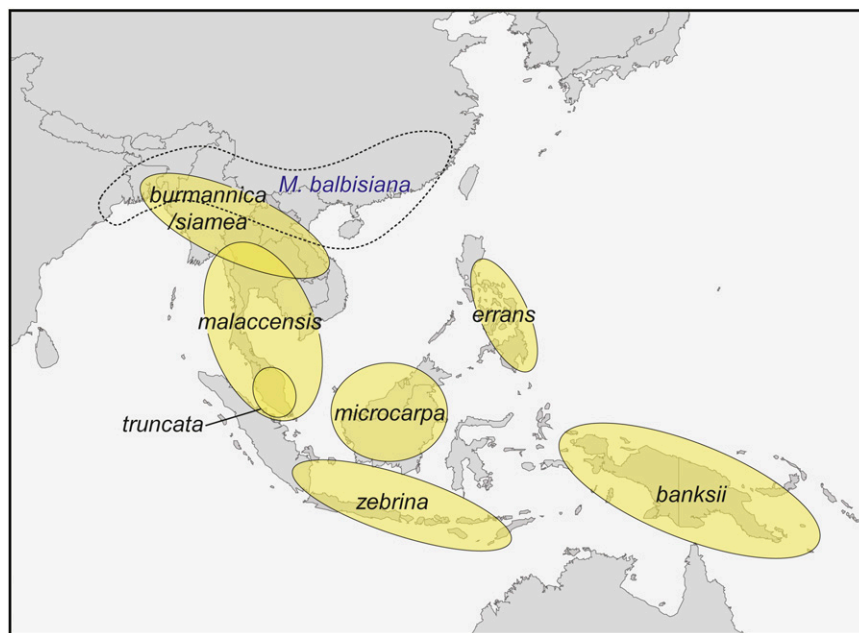 M. balbisiana
burmannica
/siamea
malaccensis
errans
truncata
microcarpa
zebrina
banksii